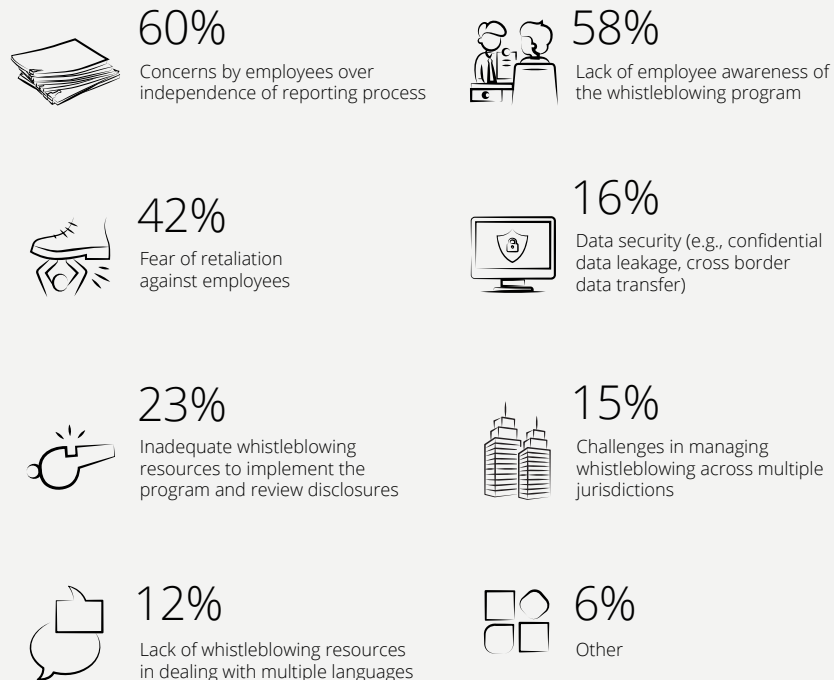 60%
Concerns by employees over
independence of reporting process
58%
Lack of employee awareness of
the whistleblowing program
42%
Fear of retaliation
against employees
16%
Data security (e.g., confidential
data leakage, cross border
data transfer)
23%
Inadequate whistleblowing
resources to implement the
program and review disclosures
15%
Challenges in managing
whistleblowing across multiple
jurisdictions
12%
Lack of whistleblowing resources
in dealing with multiple languages
6%
Other